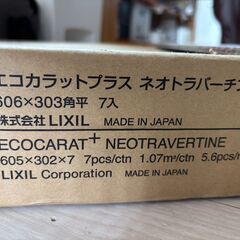 エコカラットプラス ネオトラバーチン
606×303角平 7入
株式会社 LIXIL MADE IN JAPAN
ECOCARAT+ NEOTRAVERTINE
605×302×7 7pcs/ctn 1.07m²/ctn 5.6pcs/
LIXIL Corporation MADE IN JAPAN